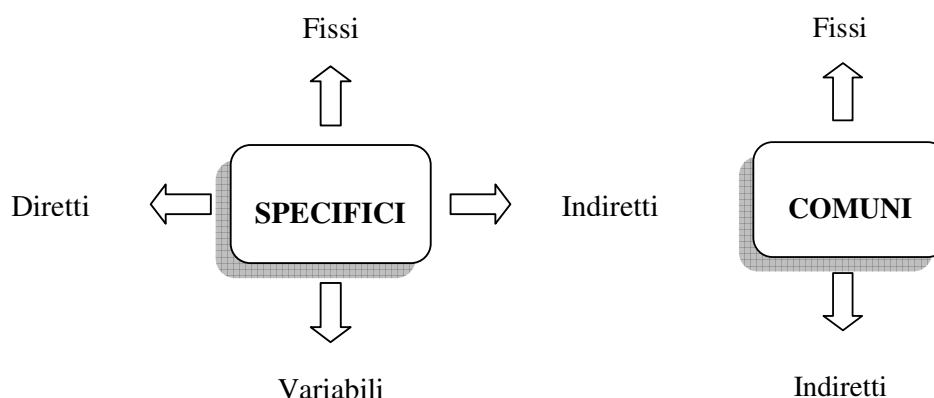 Fissi
Fissi
Diretti
SPECIFICI
Indiretti
COMUNI
Variabili
Indiretti